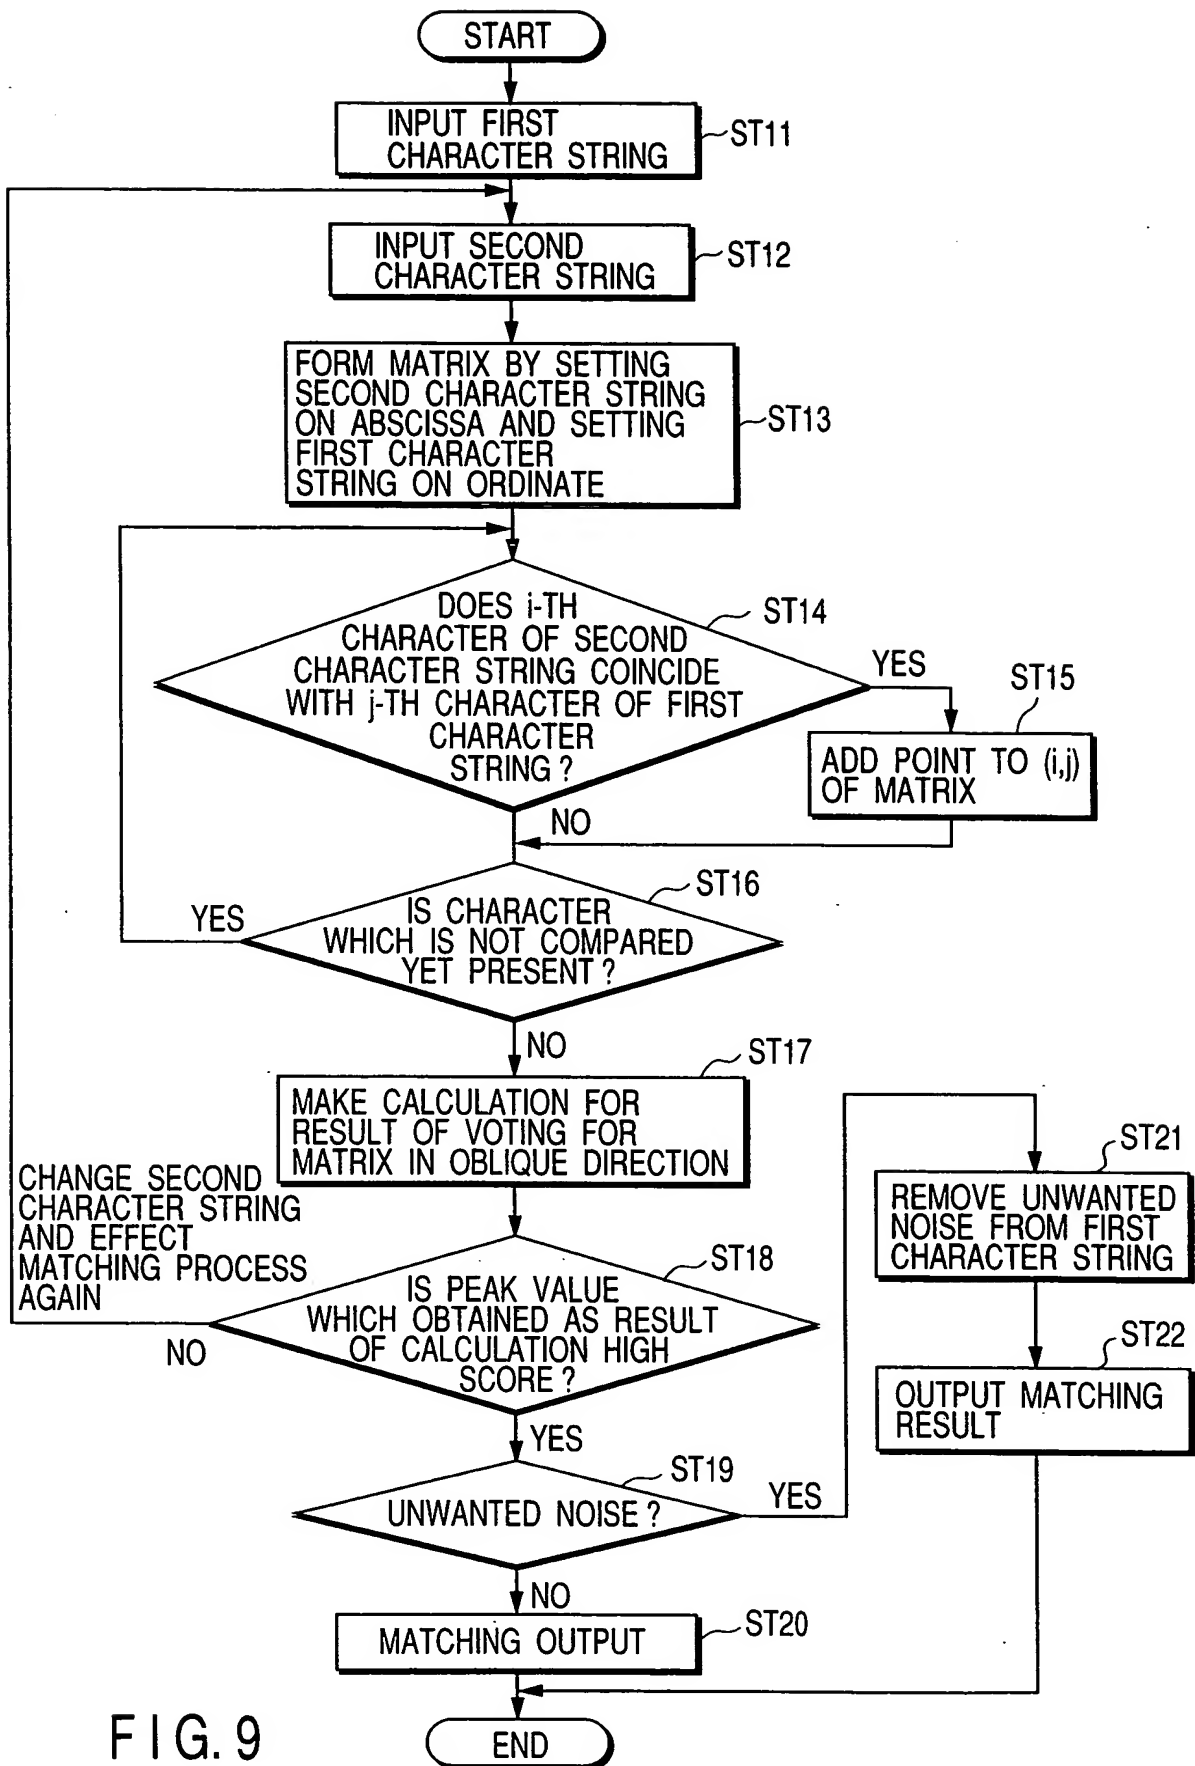 START
INPUT FIRST
CHARACTER STRING
ST11
INPUT SECOND
CHARACTER STRING
ST12
FORM MATRIX BY SETTING
SECOND CHARACTER STRING
ON ABSCISSA AND SETTING
FIRST CHARACTER
STRING ON ORDINATE
ST13
DOES i-TH
CHARACTER OF SECOND
CHARACTER STRING COINCIDE
WITH j-TH CHARACTER OF FIRST
CHARACTER
STRING ?
ST14
YES
ST15
ADD POINT TO (i,j)
OF MATRIX
NO
ST16
IS CHARACTER
WHICH IS NOT COMPARED
YET PRESENT ?
YES
NO
ST17
MAKE CALCULATION FOR
RESULT OF VOTING FOR
MATRIX IN OBLIQUE DIRECTION
CHANGE SECOND
CHARACTER STRING
AND EFFECT
MATCHING PROCESS
AGAIN
ST18
IS PEAK VALUE
WHICH OBTAINED AS RESULT
OF CALCULATION HIGH
SCORE ?
NO
YES
ST19
UNWANTED NOISE ?
YES
ST21
REMOVE UNWANTED
NOISE FROM FIRST
CHARACTER STRING
ST22
OUTPUT MATCHING
RESULT
NO
MATCHING OUTPUT
ST20
END
FIG. 9